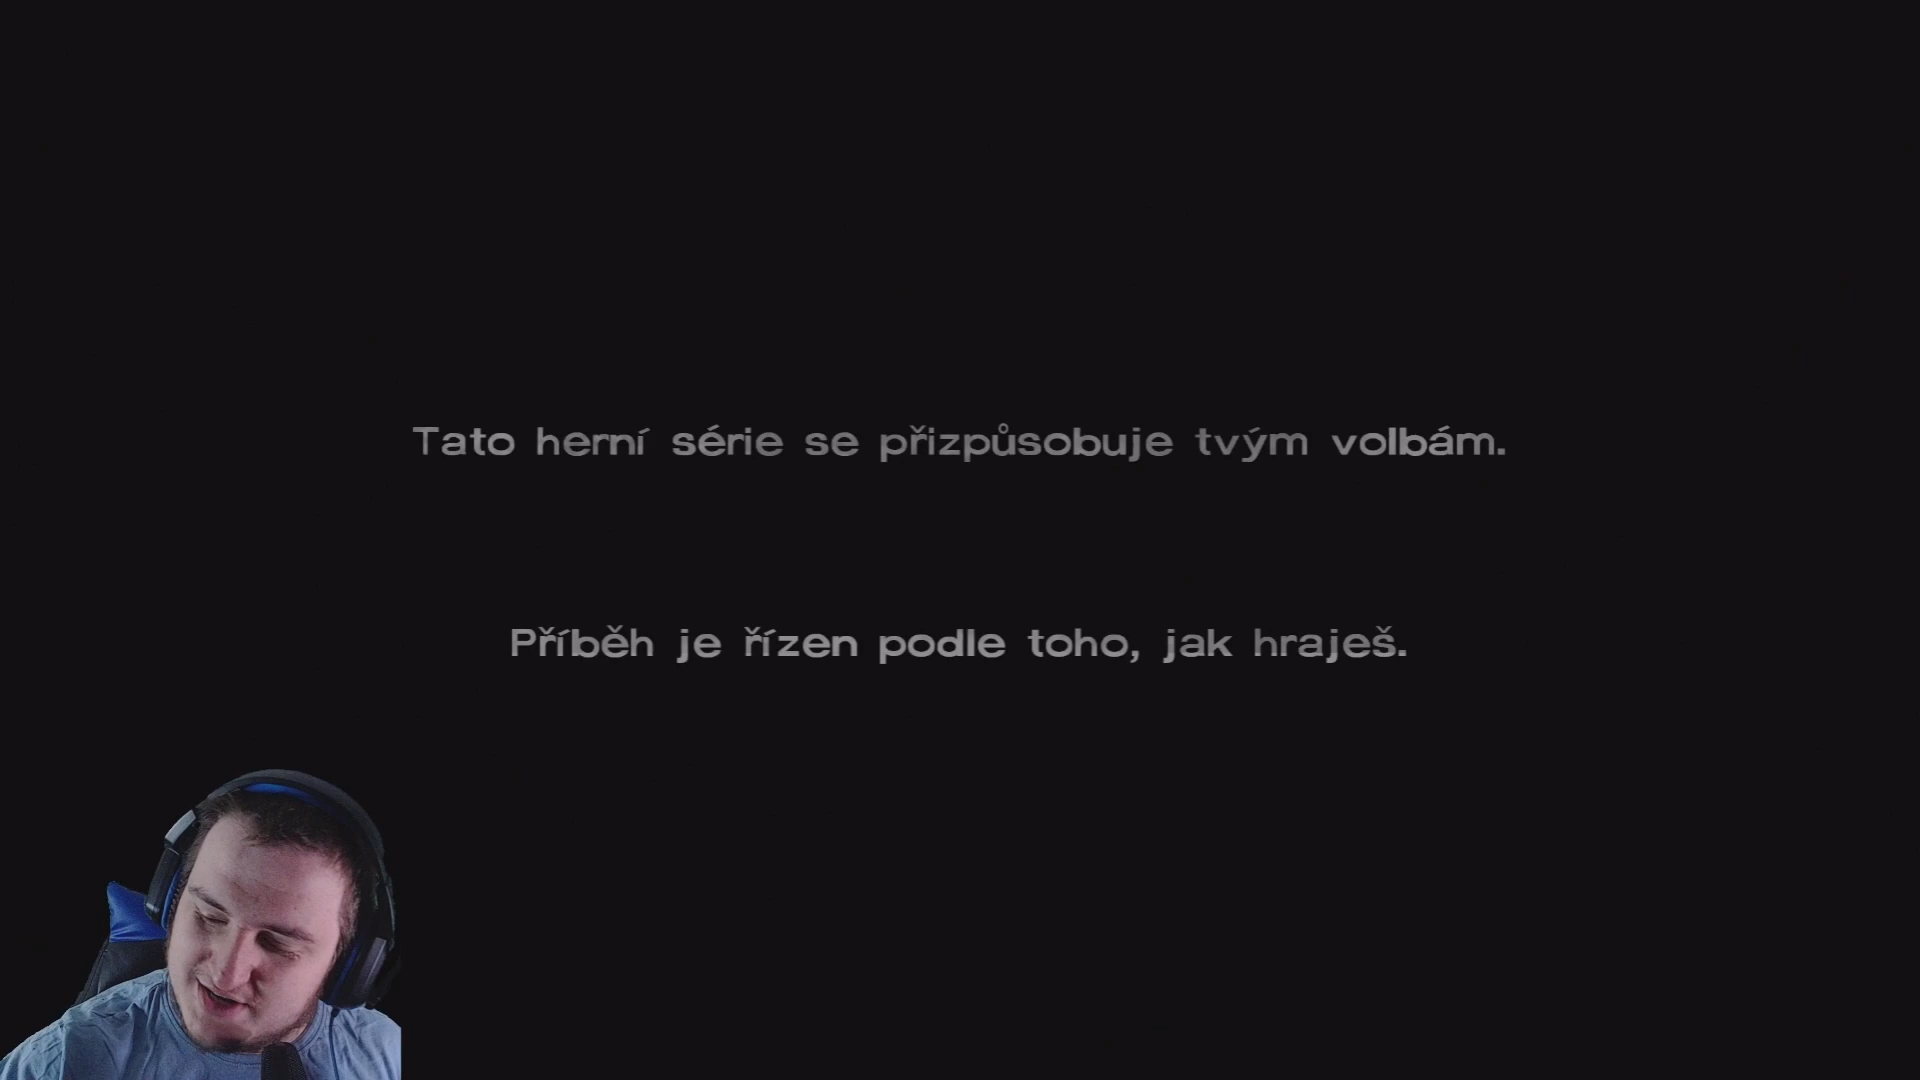 Tato herní série se přizpůsobuje tvým volbám.
Příběh je řízen podle toho, jak hraješ.